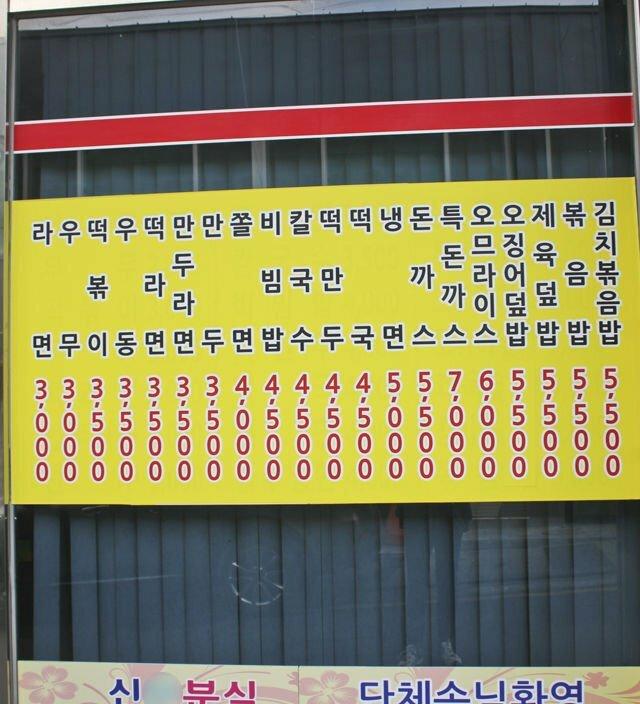 라면 3,000
우무 3,000
떡볶이 3,500
우동 3,500
떡라면 3,500
만두라면 3,500
만두 3,500
쫄면 4,000
비빔밥 4,500
칼국수 4,500
떡만두 4,500
떡국 4,500
냉면 5,000
돈까스 5,500
특돈까스 7,000
오므라이스 6,000
오징어덮밥 5,500
제육덮밥 5,500
볶음밥 5,500
김치볶음밥 5,500
신 분식
단체손님환영